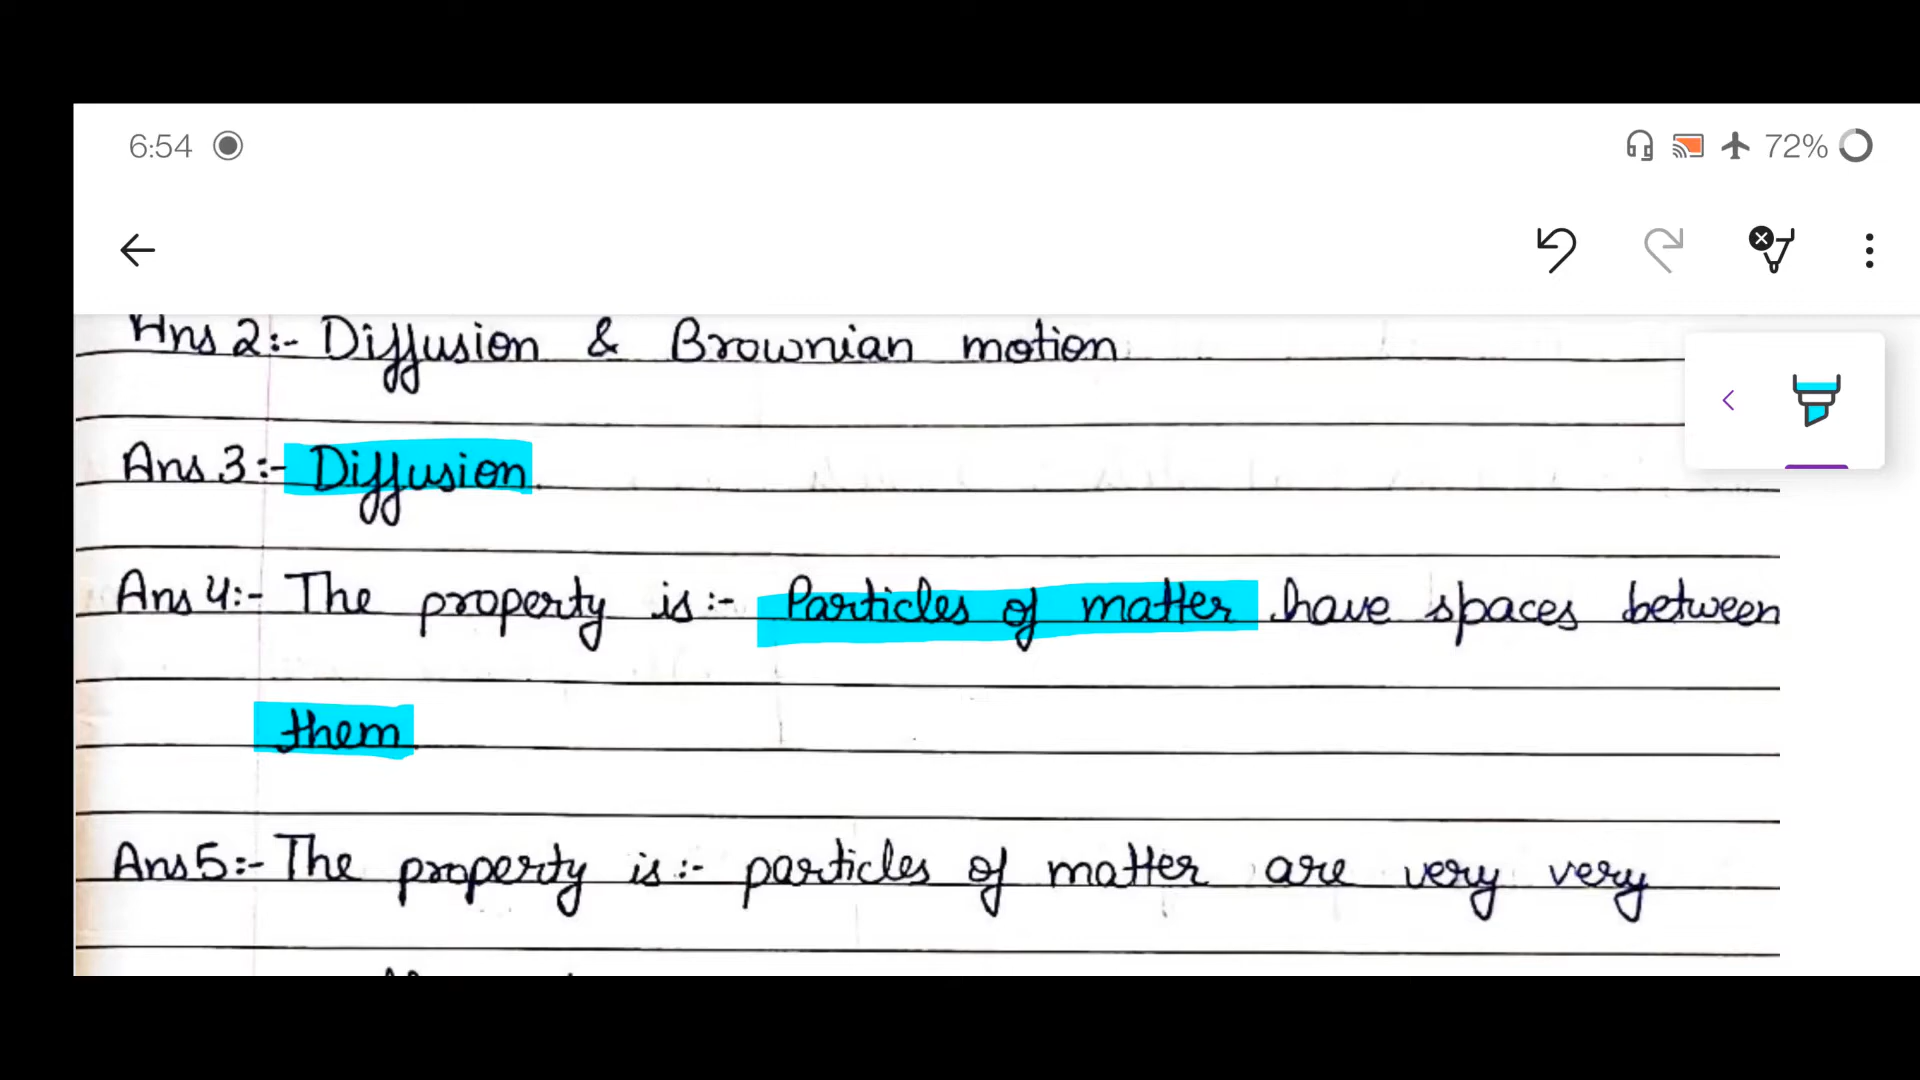 6:54 72%
Ans 2:- Diffusion & Brownian motion
Ans 3:- Diffusion
Ans 4:- The property is:- Particles of matter have spaces between
them
Ans 5:- The property is:- particles of matter are very very